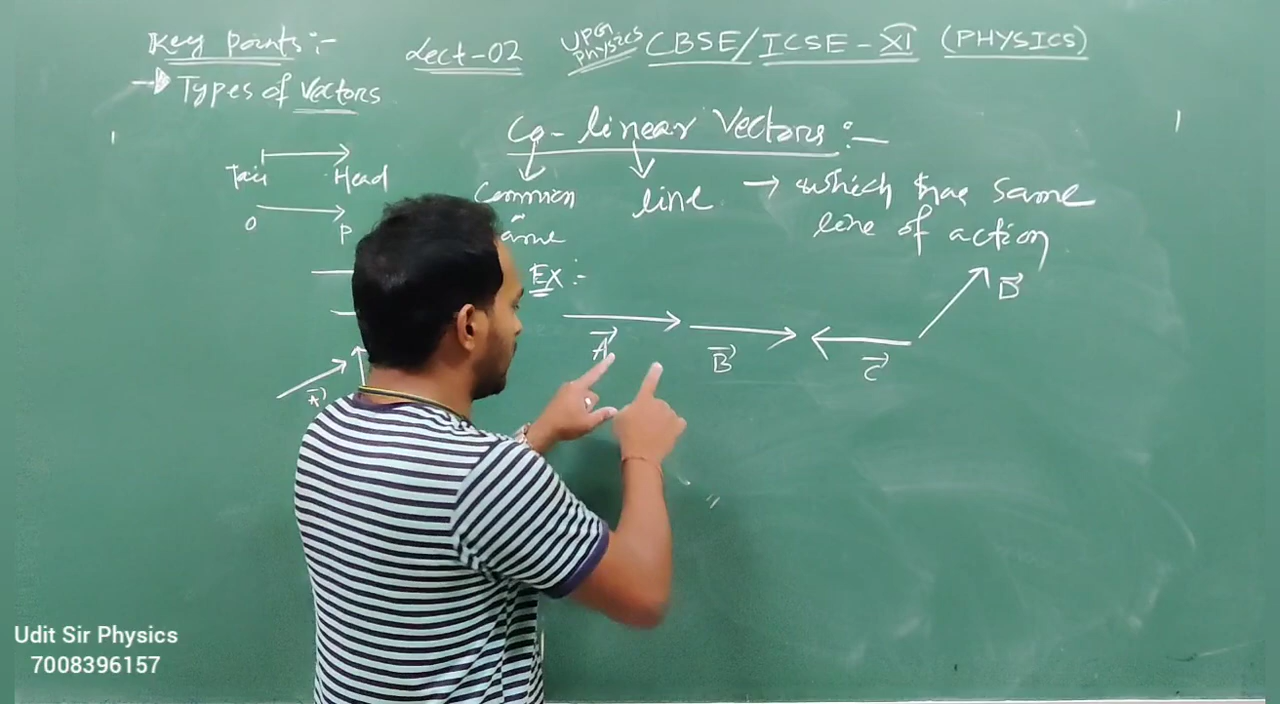 Key points:-
Lect-02
UPGI
Physics
CBSE/ICSE-XI (PHYSICS)
→ Types of Vectors
Co-linear Vectors:-
Tail Head
Common line → which has same
line of action
O P
Ex:-
D
A B C
A
Udit Sir Physics
7008396157